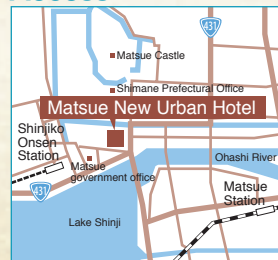 431
Matsue Castle
Shimane Prefectural Office
Matsue New Urban Hotel
Shinjiko
Onsen
Station
Matsue
government office
Ohashi River
431
Matsue
Station
Lake Shinji